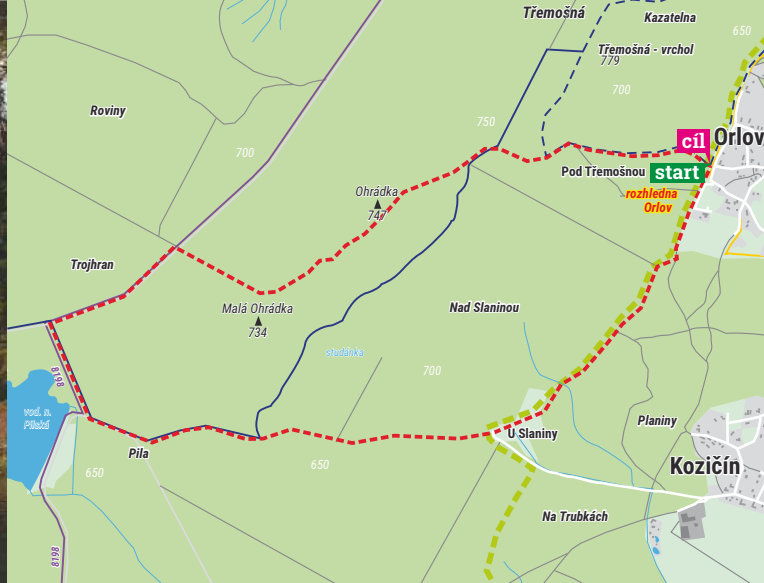 Třemošná
Kazatelna
650
Třemošná - vrchol
779
700
Roviny
750
700
cíl
Orlov
Pod Třemošnou
start
rozhledna
Orlov
Ohrádka
747
Trojhran
Malá Ohrádka
734
Nad Slaninou
studánka
700
8198
vod. n.
Pilská
Planiny
U Slaniny
Pila
650
650
Kozičín
Na Trubkách
8198